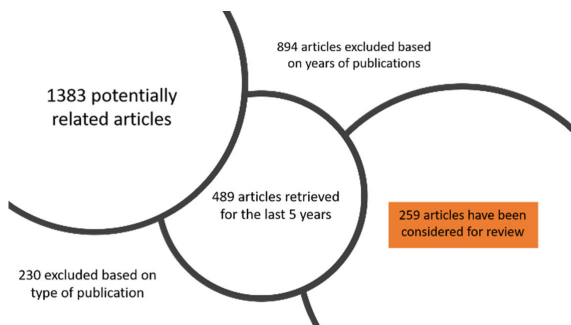 894 articles excluded based
on years of publications
1383 potentially
related articles
489 articles retrieved
for the last 5 years
259 articles have been
considered for review
230 excluded based on
type of publication